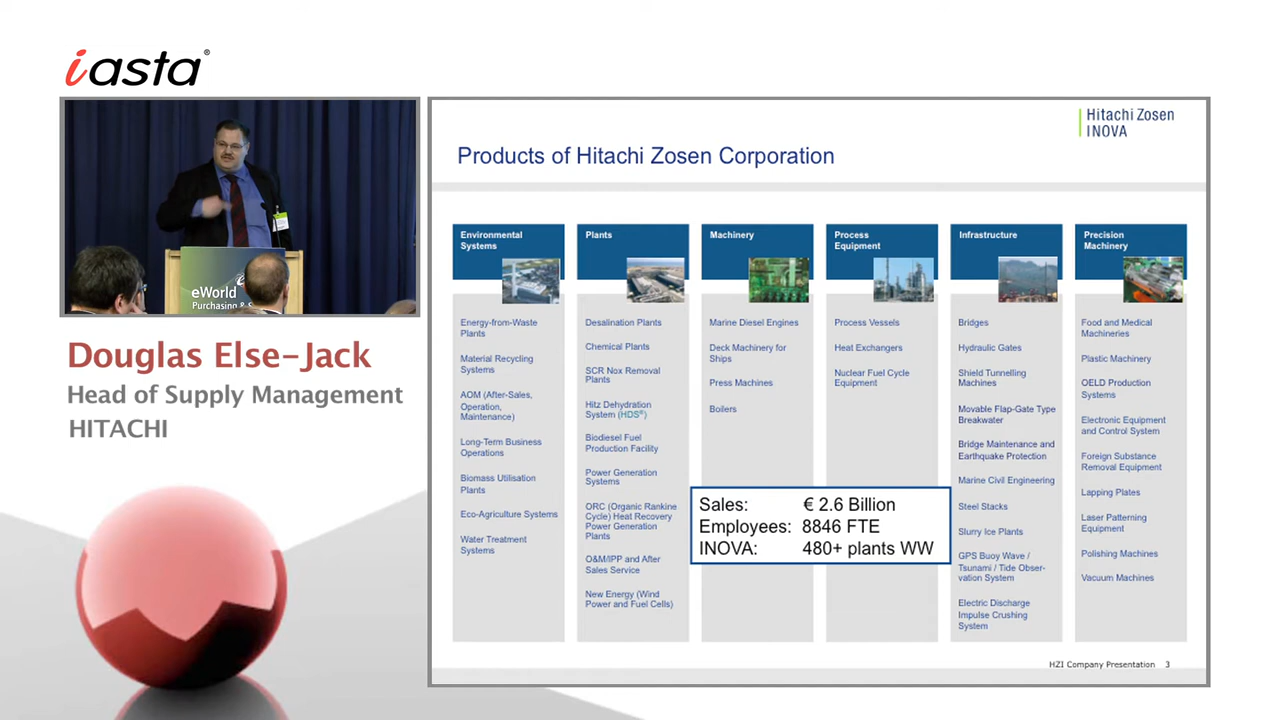 iasta®
eWorld
Purchasing & S
Douglas Else-Jack
Head of Supply Management
HITACHI
Hitachi Zosen
INOVA
Products of Hitachi Zosen Corporation
Environmental
Systems
Energy-from-Waste
Plants
Material Recycling
Systems
AOM (After-Sales,
Operation,
Maintenance)
Long-Term Business
Operations
Biomass Utilisation
Plants
Eco-Agriculture Systems
Water Treatment
Systems
Plants
Desalination Plants
Chemical Plants
SCR Nox Removal
Plants
Hitz Dehydration
System (HDS®)
Biodiesel Fuel
Production Facility
Power Generation
Systems
ORC (Organic Rankine
Cycle) Heat Recovery
Power Generation
Plants
O&M/IPP and After
Sales Service
New Energy (Wind
Power and Fuel Cells)
Machinery
Marine Diesel Engines
Deck Machinery for
Ships
Press Machines
Boilers
Process
Equipment
Process Vessels
Heat Exchangers
Nuclear Fuel Cycle
Equipment
Infrastructure
Bridges
Hydraulic Gates
Shield Tunnelling
Machines
Movable Flap-Gate Type
Breakwater
Bridge Maintenance and
Earthquake Protection
Marine Civil Engineering
Steel Stacks
Slurry Ice Plants
GPS Buoy Wave /
Tsunami / Tide Obser-
vation System
Electric Discharge
Impulse Crushing
System
Precision
Machinery
Food and Medical
Machineries
Plastic Machinery
OELD Production
Systems
Electronic Equipment
and Control System
Foreign Substance
Removal Equipment
Lapping Plates
Laser Patterning
Equipment
Polishing Machines
Vacuum Machines
Sales: € 2.6 Billion
Employees: 8846 FTE
INOVA: 480+ plants WW
HZI Company Presentation 3